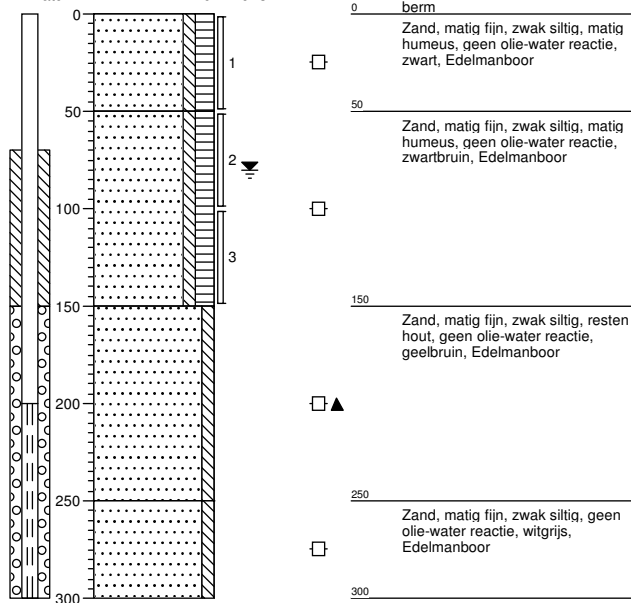 0
50
100
150
200
250
300
1
2
3
0 berm
Zand, matig fijn, zwak siltig, matig
humeus, geen olie-water reactie,
zwart, Edelmanboor
50
Zand, matig fijn, zwak siltig, matig
humeus, geen olie-water reactie,
zwartbruin, Edelmanboor
150
Zand, matig fijn, zwak siltig, resten
hout, geen olie-water reactie,
geelbruin, Edelmanboor
250
Zand, matig fijn, zwak siltig, geen
olie-water reactie, witgrijs,
Edelmanboor
300